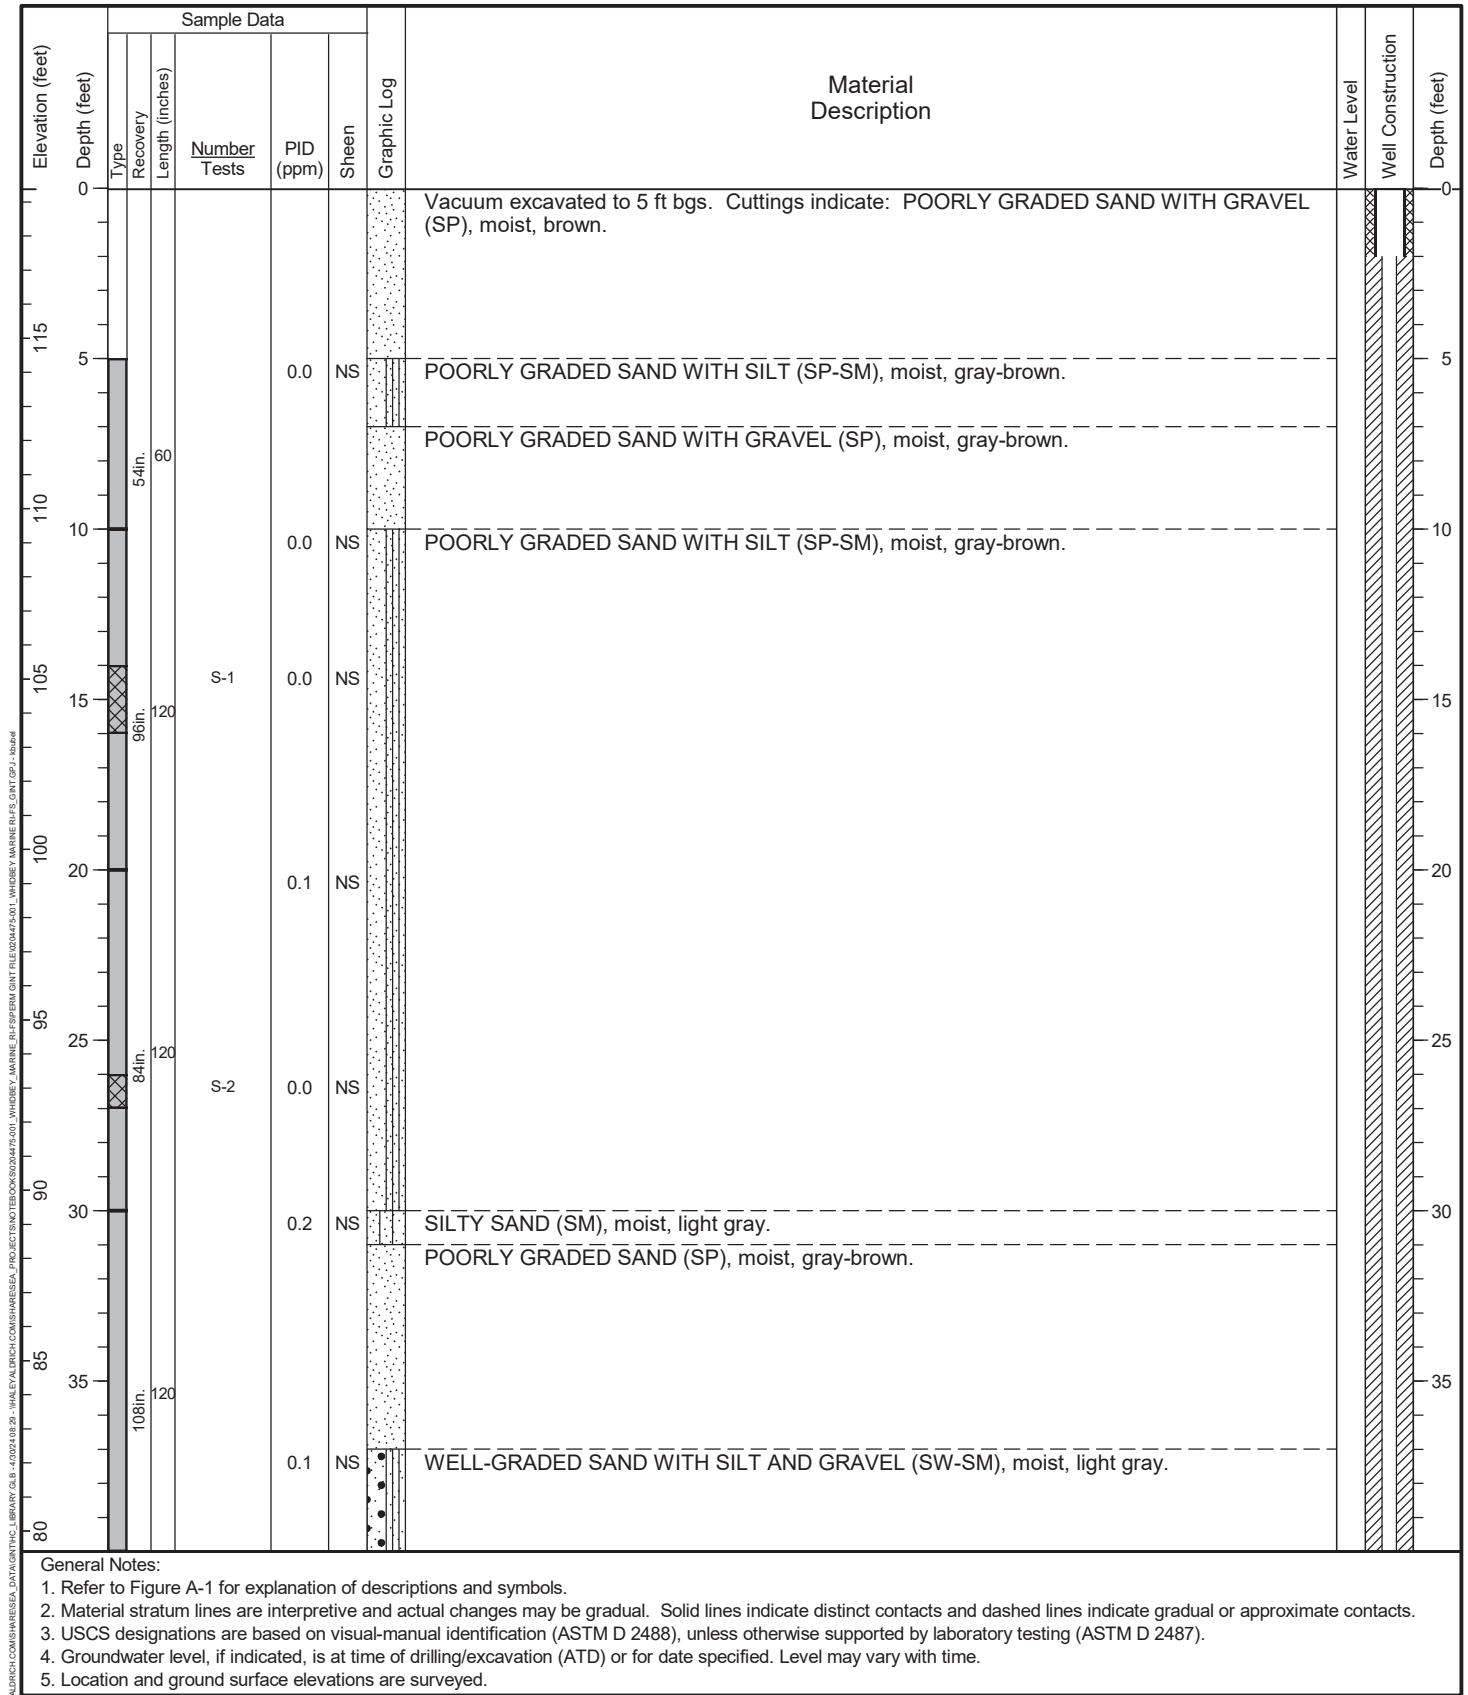 Sample Data
Elevation (feet)
Depth (feet)
Type
Recovery
Length (inches)
Number
Tests
PID
(ppm)
Sheen
Graphic Log
Material
Description
Water Level
Well Construction
Depth (feet)
0
0
Vacuum excavated to 5 ft bgs. Cuttings indicate: POORLY GRADED SAND WITH GRAVEL
(SP), moist, brown.
115
5
0.0 NS POORLY GRADED SAND WITH SILT (SP-SM), moist, gray-brown.
5
POORLY GRADED SAND WITH GRAVEL (SP), moist, gray-brown.
54in. 60
110
10
0.0 NS POORLY GRADED SAND WITH SILT (SP-SM), moist, gray-brown.
10
105
S-1 0.0 NS
15
15
96in. 120
100
20
0.1 NS
20
95
25
25
84in. 120
S-2 0.0 NS
90
30
0.2 NS SILTY SAND (SM), moist, light gray.
30
POORLY GRADED SAND (SP), moist, gray-brown.
85
35
35
108in. 120
0.1 NS WELL-GRADED SAND WITH SILT AND GRAVEL (SW-SM), moist, light gray.
80
General Notes:
1. Refer to Figure A-1 for explanation of descriptions and symbols.
2. Material stratum lines are interpretive and actual changes may be gradual. Solid lines indicate distinct contacts and dashed lines indicate gradual or approximate contacts.
3. USCS designations are based on visual-manual identification (ASTM D 2488), unless otherwise supported by laboratory testing (ASTM D 2487).
4. Groundwater level, if indicated, is at time of drilling/excavation (ATD) or for date specified. Level may vary with time.
5. Location and ground surface elevations are surveyed.